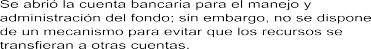 Se abrió la cuenta bancaria para el manejo y
administración del fondo; sin embargo, no se dispone
de un mecanismo para evitar que los recursos se
transfieran a otras cuentas.